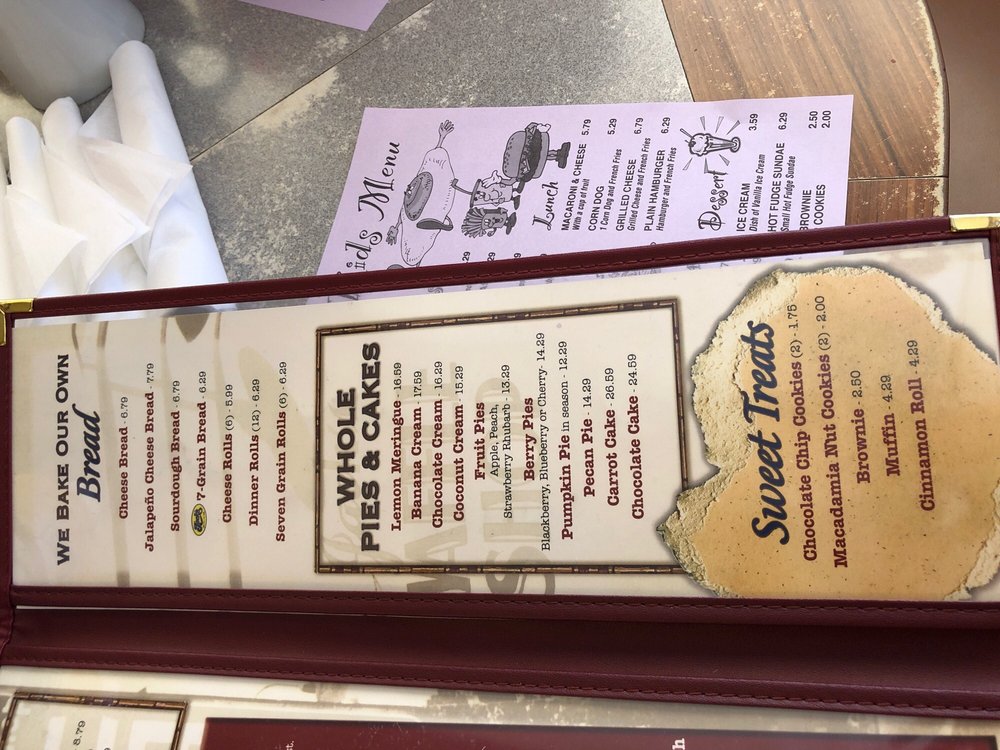 We Bake Our Own
Bread
Cheese Bread - 6.79
Jalapeño Cheese Bread - 7.79
Sourdough Bread - 6.79
7-Grain Bread - 6.29
Cheese Rolls (6) - 5.99
Dinner Rolls (12) - 6.29
Seven Grain Rolls (6) - 6.29
WHOLE
PIES & CAKES
Lemon Meringue - 16.59
Banana Cream - 17.59
Chocolate Cream - 16.29
Coconut Cream - 15.29
Fruit Pies
Apple, Peach,
Strawberry Rhubarb - 13.29
Berry Pies
Blackberry, Blueberry or Cherry- 14.29
Pumpkin Pie in season - 12.29
Pecan Pie - 14.29
Carrot Cake - 26.59
Chocolate Cake - 24.59
Sweet Treats
Chocolate Chip Cookies (2) - 1.75
Macadamia Nut Cookies (2) - 2.00
Brownie - 2.50
Muffin - 4.29
Cinnamon Roll - 4.29
ds Menu
Lunch
MACARONI & CHEESE 5.79
With a cup of fruit
CORN DOG 5.29
1 Corn Dog and French Fries
GRILLED CHEESE 6.79
Grilled Cheese and French Fries
PLAIN HAMBURGER 6.29
Hamburger and French Fries
Dessert
ICE CREAM 3.59
Dish of Vanilla Ice Cream
HOT FUDGE SUNDAE 6.29
Small Hot Fudge Sundae
BROWNIE 2.50
COOKIES 2.00
8.79